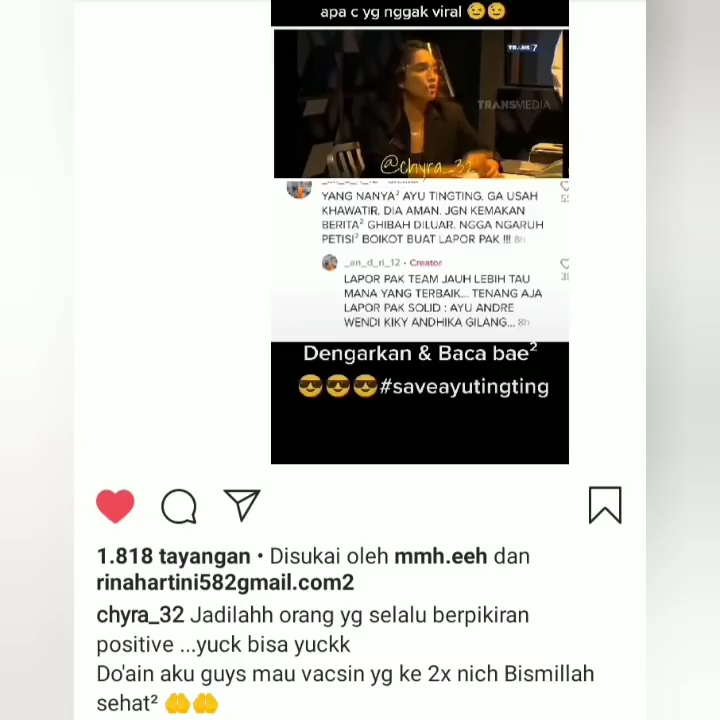 apa c yg nggak viral 😉😉
TRANS7
TRANSMEDIA
@chyra_32
YANG NANYA² AYU TINGTING. GA USAH
KHAWATIR. DIA AMAN. JGN KEMAKAN
BERITA² GHIBAH DILUAR. NGGA NGARUH
PETISI² BOIKOT BUAT LAPOR PAK !!! 8h
_an_d_ri_12 • Creator
LAPOR PAK TEAM JAUH LEBIH TAU
MANA YANG TERBAIK... TENANG AJA
LAPOR PAK SOLID : AYU ANDRE
WENDI KIKY ANDHIKA GILANG... 8h
Dengarkan & Baca bae²
😎😎😎#saveayutingting
1.818 tayangan • Disukai oleh mmh.eeh dan
rinahartini582gmail.com2
chyra_32 Jadilahh orang yg selalu berpikiran
positive ...yuck bisa yuckk
Do'ain aku guys mau vacsin yg ke 2x nich Bismillah
sehat² 🤲🤲